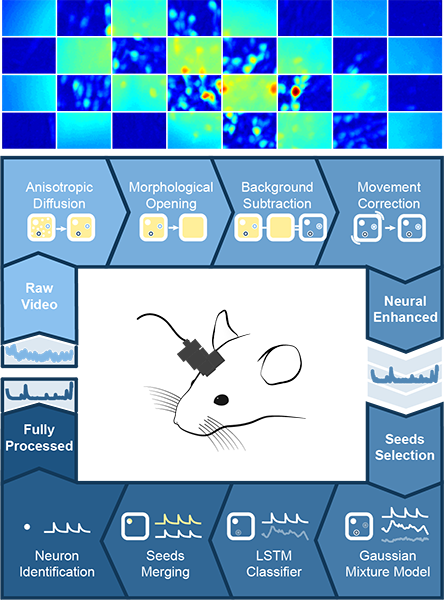 Anisotropic
Diffusion
Morphological
Opening
Background
Subtraction
Movement
Correction
Raw
Video
Neural
Enhanced
Fully
Processed
Seeds
Selection
Neuron
Identification
Seeds
Merging
LSTM
Classifier
Gaussian
Mixture Model